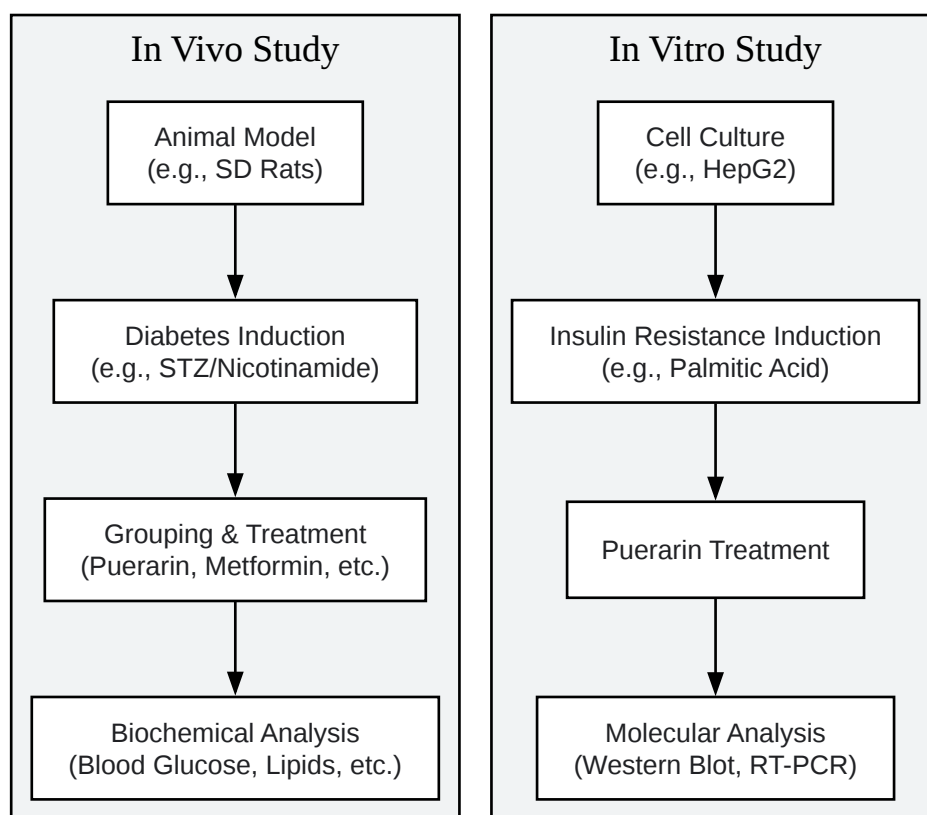 In Vivo Study
Animal Model
(e.g., SD Rats)
Diabetes Induction
(e.g., STZ/Nicotinamide)
Grouping & Treatment
(Puerarin, Metformin, etc.)
Biochemical Analysis
(Blood Glucose, Lipids, etc.)
In Vitro Study
Cell Culture
(e.g., HepG2)
Insulin Resistance Induction
(e.g., Palmitic Acid)
Puerarin Treatment
Molecular Analysis
(Western Blot, RT-PCR)